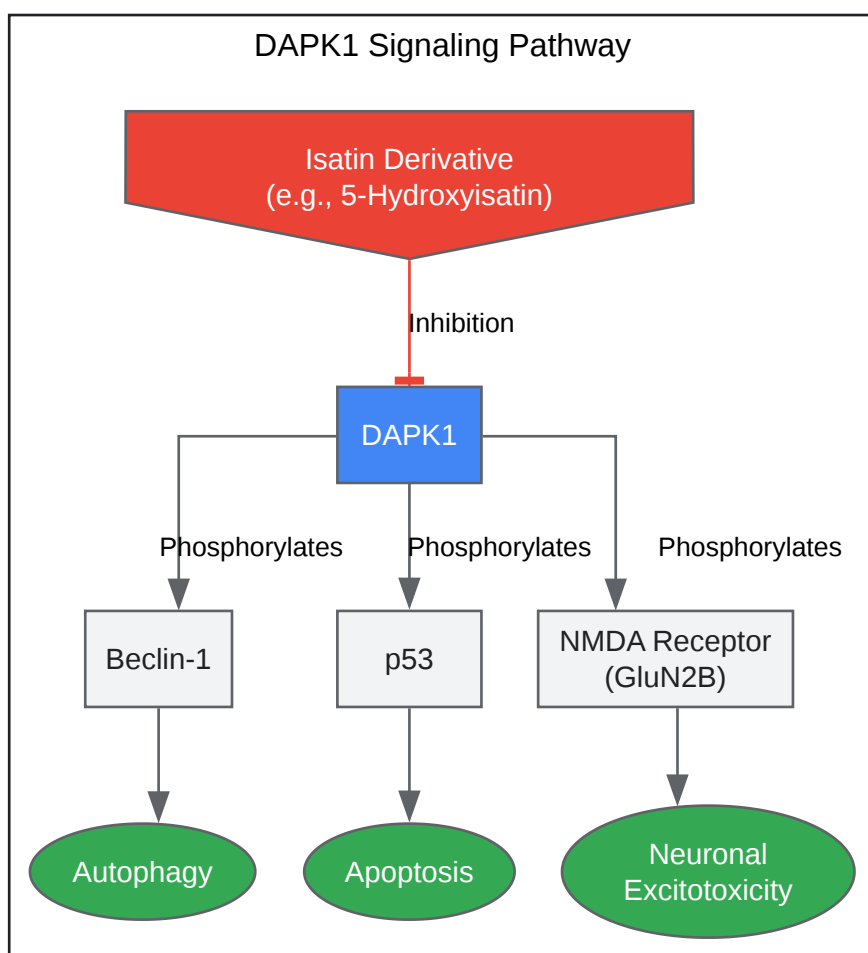 DAPK1 Signaling Pathway
Isatin Derivative
(e.g., 5-Hydroxyisatin)
Inhibition
DAPK1
Phosphorylates
Phosphorylates
Phosphorylates
Beclin-1
p53
NMDA Receptor
(GluN2B)
Autophagy
Apoptosis
Neuronal
Excitotoxicity